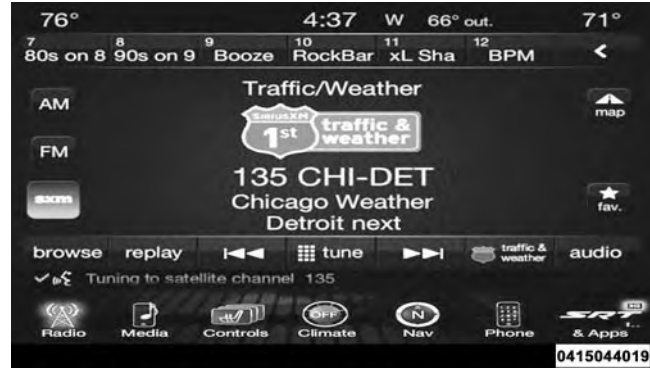 76° 4:37 W 66° out. 71°
7 80s on 8 8 90s on 9 9 Booze 10 RockBar 11 xL Sha 12 BPM
Traffic/Weather
AM
SiriusXM
1st traffic & weather
map
FM
135 CHI-DET
sxm
Chicago Weather
fav.
Detroit next
browse replay tune traffic & weather audio
Tuning to satellite channel 135
Radio Media Controls OFF Climate N Nav Phone SRT & Apps
0415044019